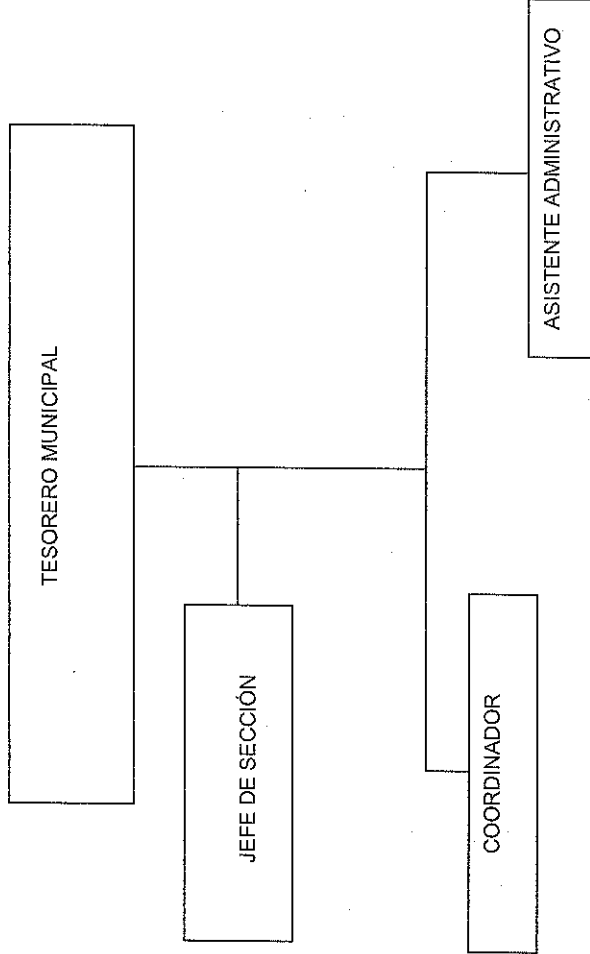 TESORERO MUNICIPAL
JEFE DE SECCIÓN
COORDINADOR
ASISTENTE ADMINISTRATIVO